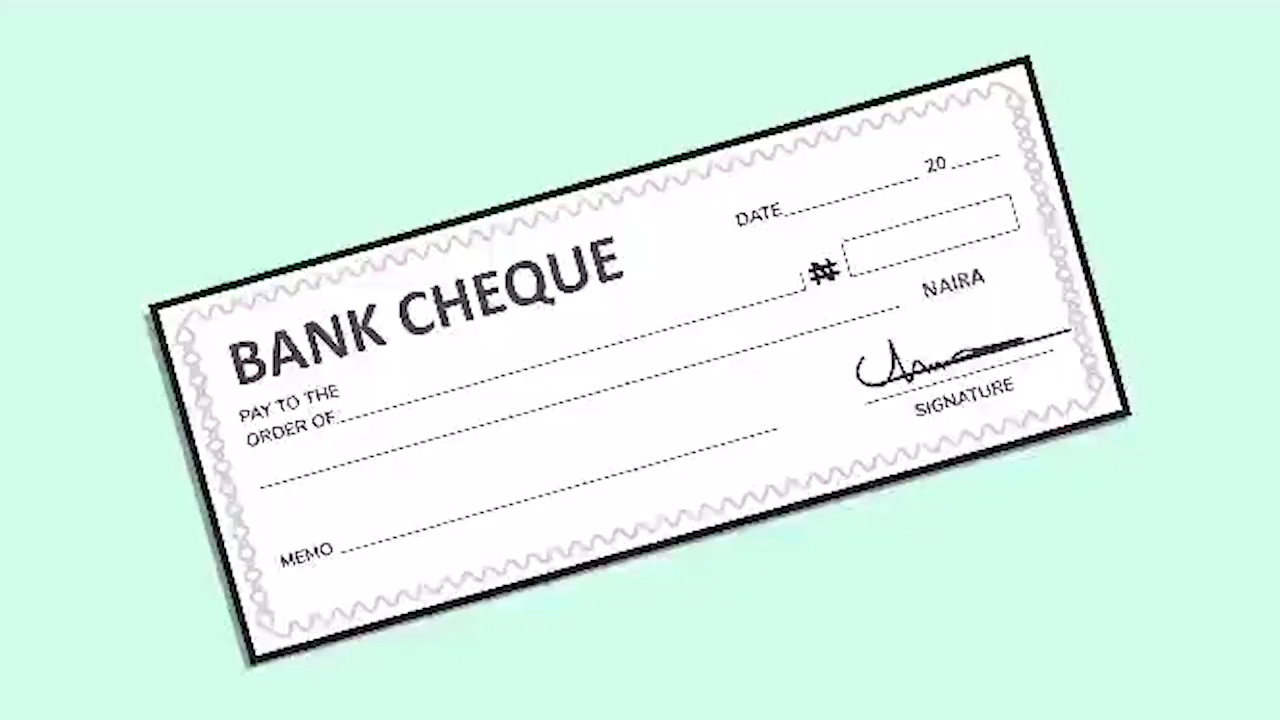 BANK CHEQUE
DATE 20
PAY TO THE
ORDER OF
₦
NAIRA
SIGNATURE
MEMO